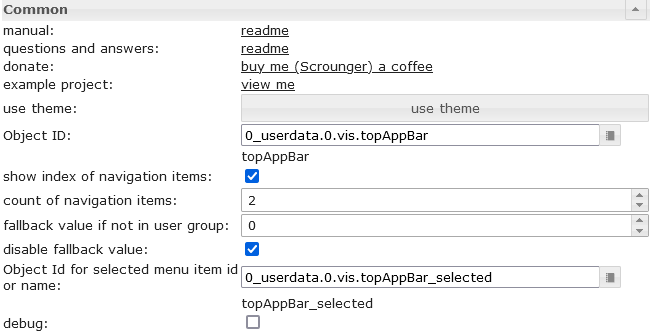 Common
manual: readme
questions and answers: readme
donate: buy me (Scrounger) a coffee
example project: view me
use theme: use theme
Object ID: 0_userdata.0.vis.topAppBar
topAppBar
show index of navigation items:
count of navigation items: 2
fallback value if not in user group: 0
disable fallback value:
Object Id for selected menu item id
or name: 0_userdata.0.vis.topAppBar_selected
topAppBar_selected
debug: